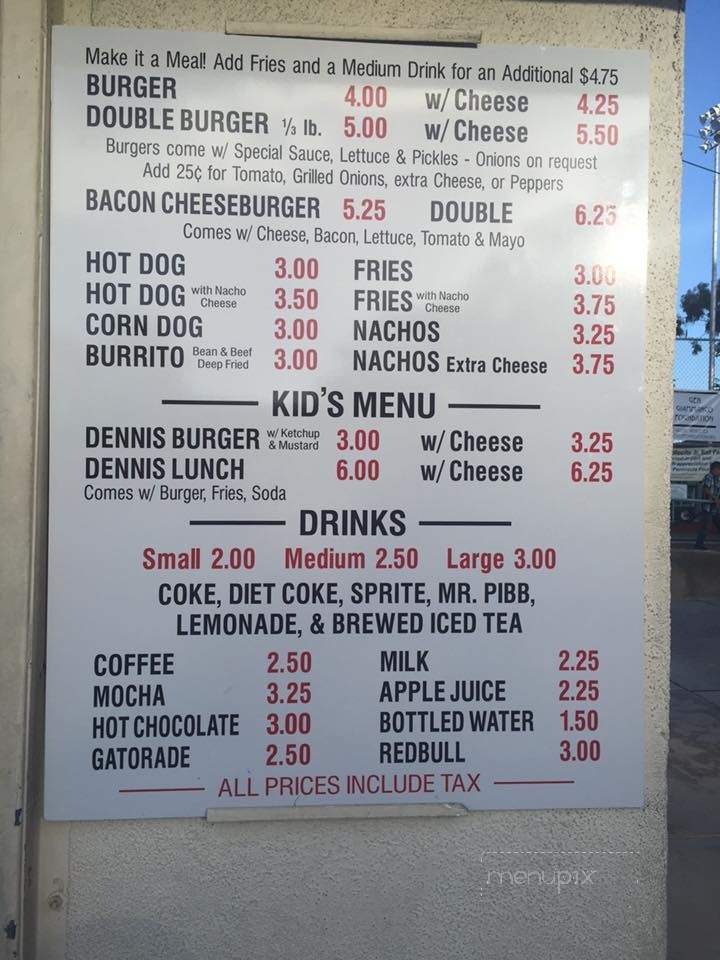 Make it a Meal! Add Fries and a Medium Drink for an Additional $4.75
BURGER 4.00 w/ Cheese 4.25
DOUBLE BURGER ⅓ lb. 5.00 w/ Cheese 5.50
Burgers come w/ Special Sauce, Lettuce & Pickles - Onions on request
Add 25¢ for Tomato, Grilled Onions, extra Cheese, or Peppers
BACON CHEESEBURGER 5.25 DOUBLE 6.25
Comes w/ Cheese, Bacon, Lettuce, Tomato & Mayo
HOT DOG 3.00 FRIES 3.00
HOT DOG with Nacho Cheese 3.50 FRIES with Nacho Cheese 3.75
CORN DOG 3.00 NACHOS 3.25
BURRITO Bean & Beef Deep Fried 3.00 NACHOS Extra Cheese 3.75
KID'S MENU
DENNIS BURGER w/ Ketchup & Mustard 3.00 w/ Cheese 3.25
DENNIS LUNCH 6.00 w/ Cheese 6.25
Comes w/ Burger, Fries, Soda
DRINKS
Small 2.00 Medium 2.50 Large 3.00
COKE, DIET COKE, SPRITE, MR. PIBB,
LEMONADE, & BREWED ICED TEA
COFFEE 2.50 MILK 2.25
MOCHA 3.25 APPLE JUICE 2.25
HOT CHOCOLATE 3.00 BOTTLED WATER 1.50
GATORADE 2.50 REDBULL 3.00
ALL PRICES INCLUDE TAX
menupix